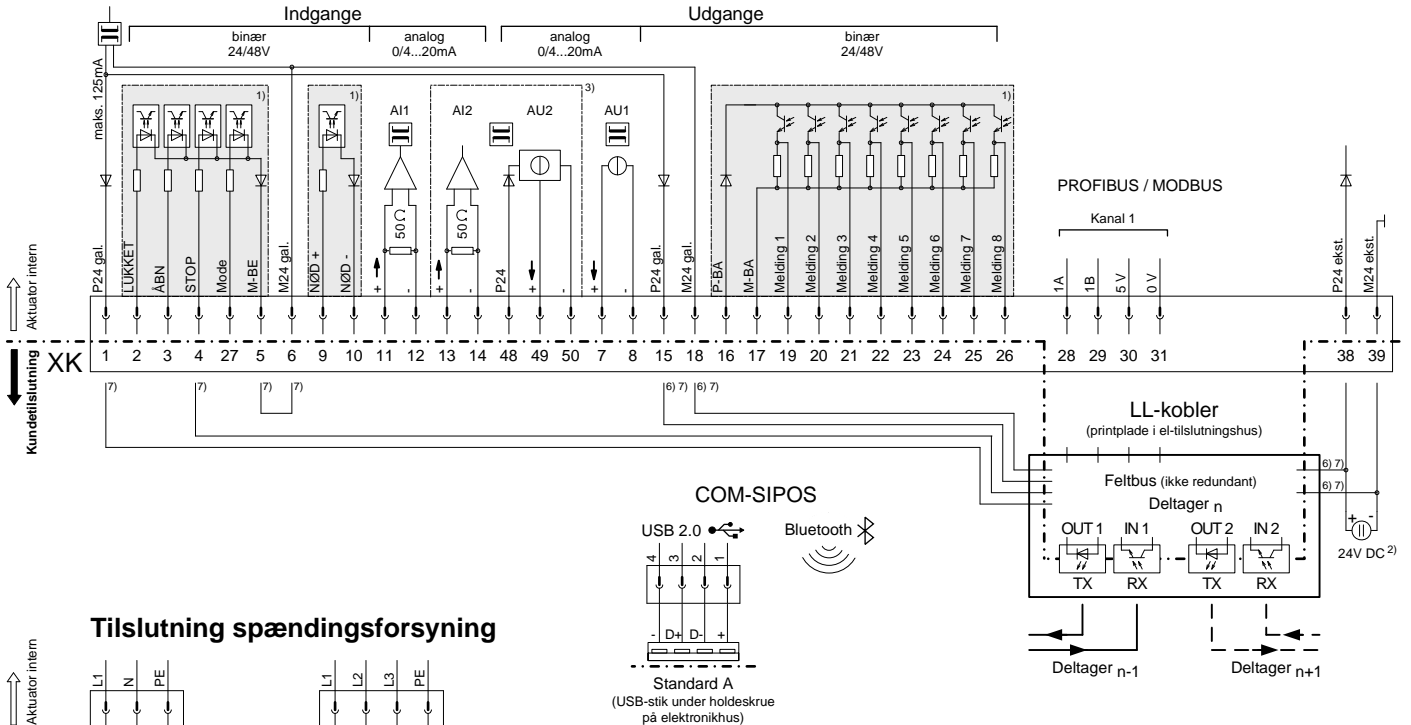 Indgange
Udgange
binær
24/48V
analog
0/4...20mA
analog
0/4...20mA
binær
24/48V
maks. 125mA
1)
1)
3)
1)
AI1
AI2
AU2
AU1
50 Ω
50 Ω
PROFIBUS / MODBUS
Kanal 1
Aktuator intern
P24 gal.
LUKKET
ÅBN
STOP
Mode
M-BE
M24 gal.
NØD +
NØD -
+
-
+
-
P24
+
-
+
-
P24 gal.
M24 gal.
P-BA
M-BA
Melding 1
Melding 2
Melding 3
Melding 4
Melding 5
Melding 6
Melding 7
Melding 8
1A
1B
5 V
0 V
P24 ekst.
M24 ekst.
XK
1 2 3 4 27 5 6 9 10 11 12 13 14 48 49 50 7 8 15 18 16 17 19 20 21 22 23 24 25 26 28 29 30 31 38 39
Kundetilslutning
7) 7) 7) 7) 6) 7) 6) 7)
LL-kobler
(printplade i el-tilslutningshus)
Feltbus (ikke redundant)
Deltager n
6) 7)
6) 7)
OUT 1 IN 1 OUT 2 IN 2
TX RX TX RX
+ -
24V DC 2)
Deltager n-1
Deltager n+1
COM-SIPOS
USB 2.0
Bluetooth
4 3 2 1
- D+ D- +
Standard A
(USB-stik under holdeskrue
på elektronikhus)
Tilslutning spændingsforsyning
Aktuator intern
L1 N PE
L1 L2 L3 PE